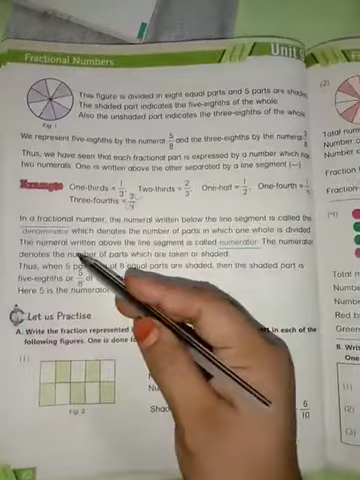 Fractional Numbers
Unit
This figure is divided in eight equal parts and 5 parts are shaded
The shaded part indicates the five-eighths of the whole
Also the unshaded part indicates the three-eighths of the whole
Fig 1
We represent five-eighths by the numeral 5/8 and the three-eighths by the numeral 3/8
Thus, we have seen that each fractional part is expressed by a number which
two numerals. One is written above the other separated by a line segment (—)
Example One-thirds = 1/3, Two-thirds = 2/3, One-half = 1/2, One-fourth =
Three-fourths = 3/4
In a fractional number, the numeral written below the line segment is called the
denominator which denotes the number of parts in which one whole is divided
The numeral written above the line segment is called numerator The numerator
denotes the number of parts which are taken or shaded
Thus, when 5 of 8 equal parts are shaded, then the shaded part is
five-eighths or 5/8 of
Here 5 is the numerator
Let us Practise
A. Write the fraction represented in each of the
following figures. One is done
(1)
Fig 2
Nu
Shad
5/10
(2)
Total num
Number o
Number
Fraction
Fraction
(4)
Total n
Numbe
Numbe
Red b
Green
B. Writ
(1)
(2)
(3)